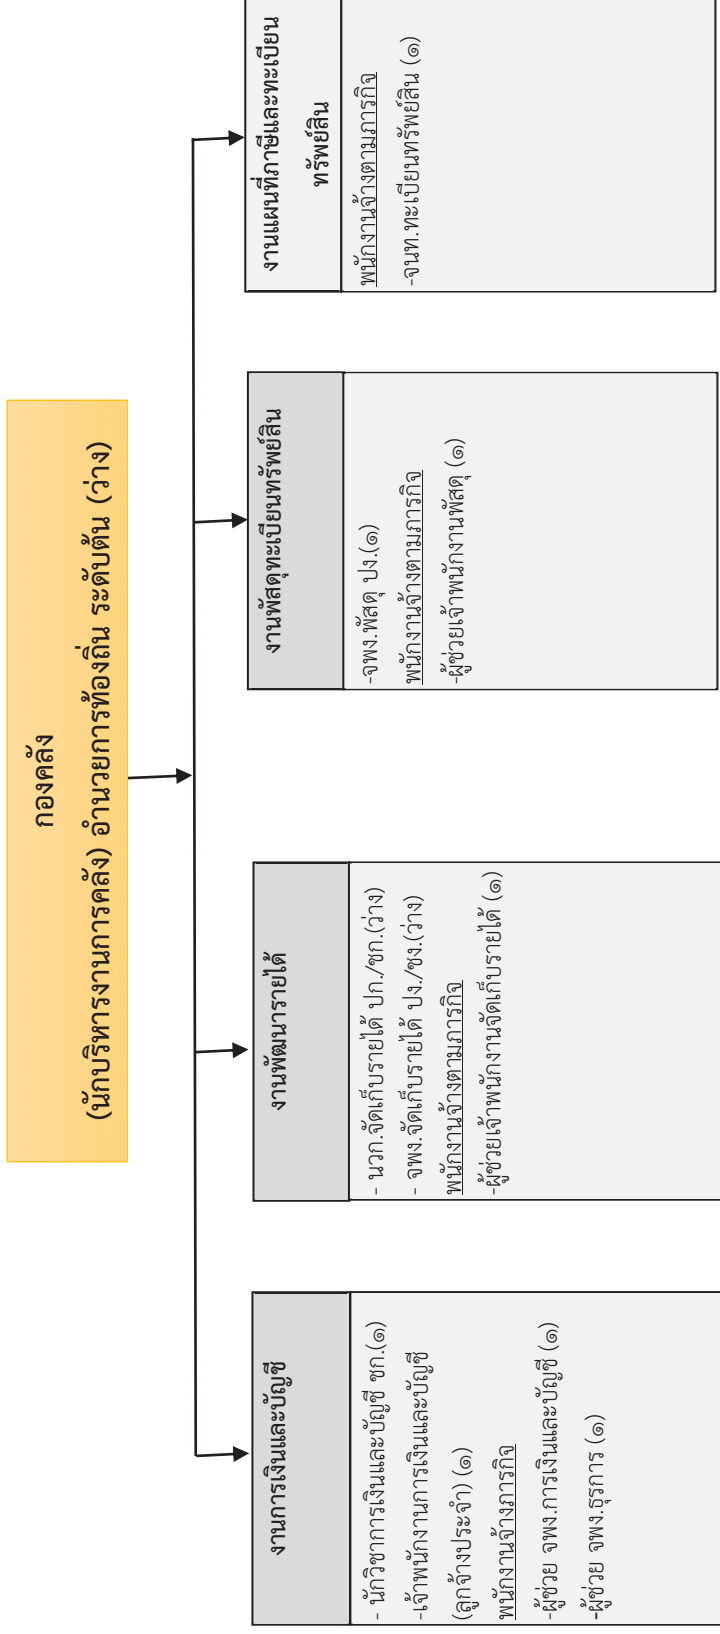 กองคลัง
(นักบริหารงานการคลัง) อำนวยการท้องถิ่น ระดับต้น (ว่าง)
งานการเงินและบัญชี
- นักวิชาการเงินและบัญชี ชก.(๑)
-เจ้าพนักงานการเงินและบัญชี
(ลูกจ้างประจำ) (๑)
พนักงานจ้างภารกิจ
-ผู้ช่วย จพง.การเงินและบัญชี (๑)
-ผู้ช่วย จพง.ธุรการ (๑)
งานพัฒนารายได้
- นวก.จัดเก็บรายได้ ปก./ชก.(ว่าง)
- จพง.จัดเก็บรายได้ ปง./ชง.(ว่าง)
พนักงานจ้างตามภารกิจ
-ผู้ช่วยเจ้าพนักงานจัดเก็บรายได้ (๑)
งานพัสดุทะเบียนทรัพย์สิน
-จพง.พัสดุ ปง.(๑)
พนักงานจ้างตามภารกิจ
-ผู้ช่วยเจ้าพนักงานพัสดุ (๑)
งานแผนที่ภาษีและทะเบียน
ทรัพย์สิน
พนักงานจ้างตามภารกิจ
-จนท.ทะเบียนทรัพย์สิน (๑)